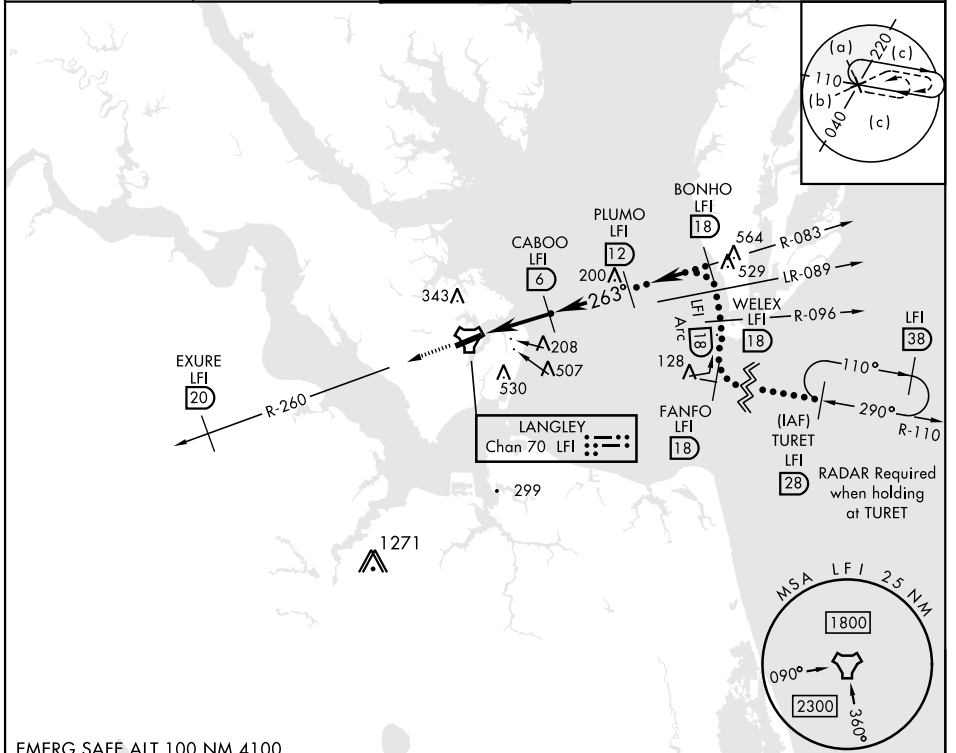 (a)
220
(c)
110
(b)
040
(c)
BONHO
LFI
18
564
R-083
529
LR-089
PLUMO
LFI
12
200
CABOO
LFI
6
263°
343
WELEX
LFI
R-096
18
LFI
18
Arc
LFI
38
208
507
530
128
110°
290°
R-110
FANFO
LFI
18
(IAF)
TURET
LFI
28
RADAR Required
when holding
at TURET
EXURE
LFI
20
R-260
LANGLEY
Chan 70 LFI
299
1271
MSA LFI 25 NM
1800
090°
2300
360°
EMERG SAFE ALT 100 NM 4100